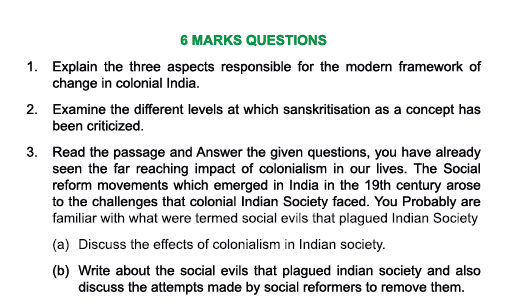 6 MARKS QUESTIONS
1. Explain the three aspects responsible for the modern framework of
change in colonial India.
2. Examine the different levels at which sanskritisation as a concept has
been criticized.
3. Read the passage and Answer the given questions, you have already
seen the far reaching impact of colonialism in our lives. The Social
reform movements which emerged in India in the 19th century arose
to the challenges that colonial Indian Society faced. You Probably are
familiar with what were termed social evils that plagued Indian Society
(a) Discuss the effects of colonialism in Indian society.
(b) Write about the social evils that plagued indian society and also
discuss the attempts made by social reformers to remove them.